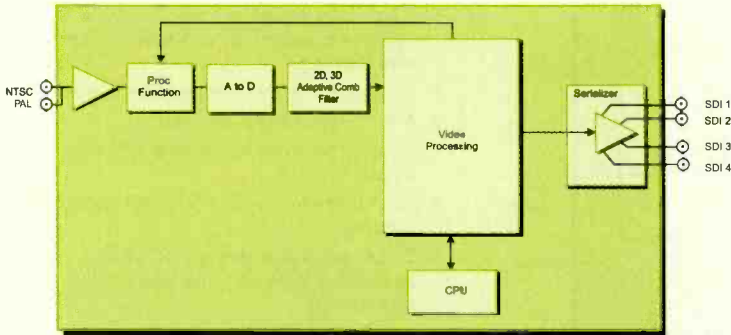 NTSC
PAL
Proc
Function
A to D
2D, 3D
Adaptive Comb
Filter
Video
Processing
CPU
Serializer
SDI 1
SDI 2
SDI 3
SDI 4